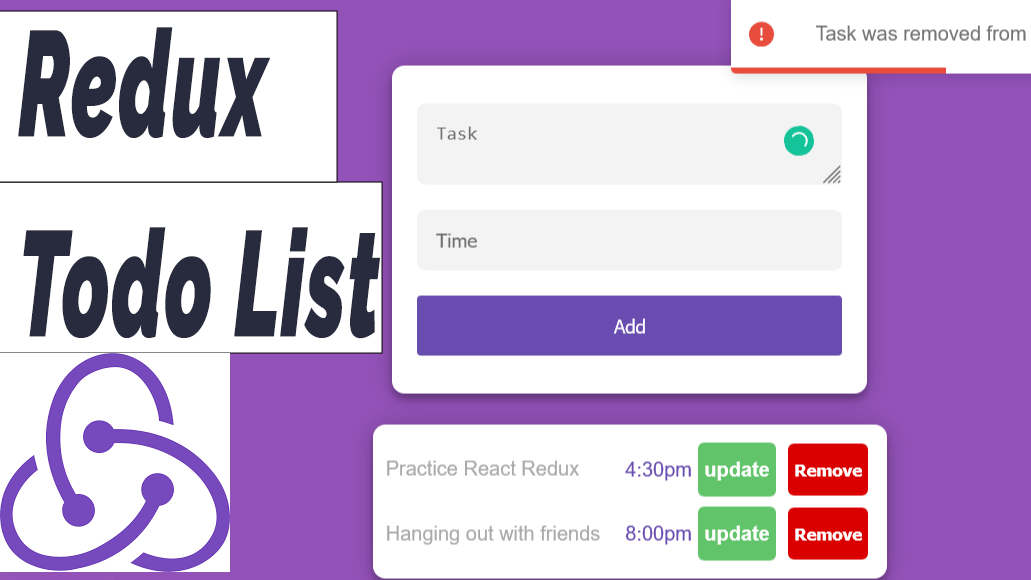 Redux
Todo List
Task was removed from
Task
Time
Add
Practice React Redux 4:30pm update Remove
Hanging out with friends 8:00pm update Remove